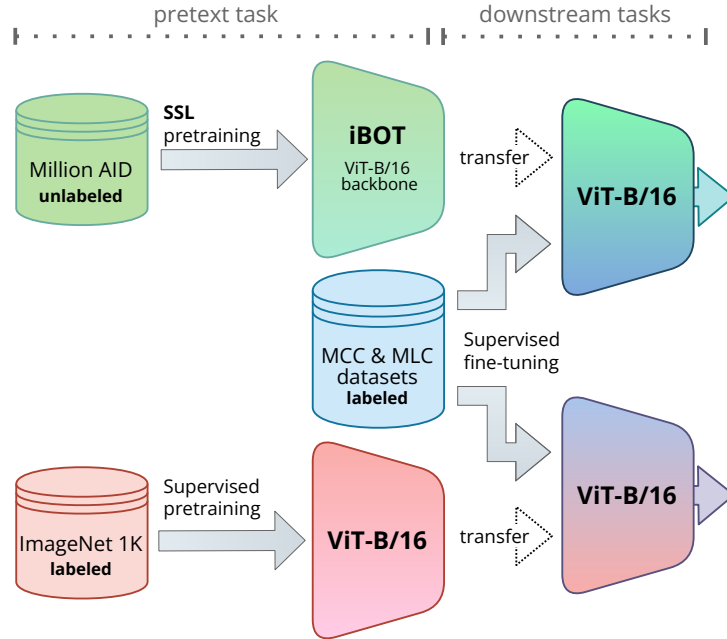 pretext task
downstream tasks
SSL
pretraining
Million AID
unlabeled
iBOT
ViT-B/16
backbone
transfer
ViT-B/16
MCC & MLC
datasets
labeled
Supervised
fine-tuning
ImageNet 1K
labeled
Supervised
pretraining
ViT-B/16
transfer
ViT-B/16